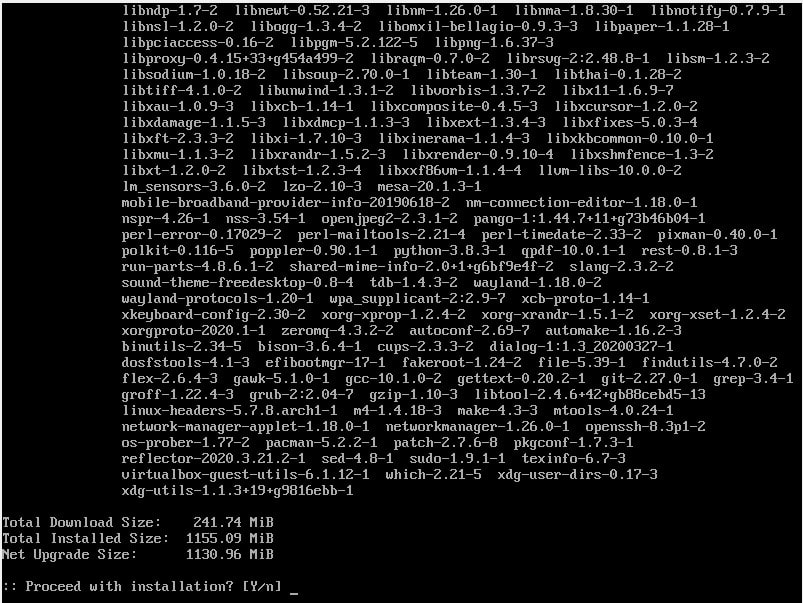 libndp-1.7-2  libnewt-0.52.21-3  libnm-1.26.0-1  libnma-1.8.30-1  libnotify-0.7.9-1
libnsl-1.2.0-2  libogg-1.3.4-2  libomxil-bellagio-0.9.3-3  libpaper-1.1.28-1
libpciaccess-0.16-2  libpgm-5.2.122-5  libpng-1.6.37-3
libproxy-0.4.15+33+g454a499-2  libraqm-0.7.0-2  librsvg-2:2.48.8-1  libsm-1.2.3-2
libsodium-1.0.18-2  libsoup-2.70.0-1  libteam-1.30-1  libthai-0.1.28-2
libtiff-4.1.0-2  libunwind-1.3.1-2  libvorbis-1.3.7-2  libx11-1.6.9-7
libxau-1.0.9-3  libxcb-1.14-1  libxcomposite-0.4.5-3  libxcursor-1.2.0-2
libxdamage-1.1.5-3  libxdmcp-1.1.3-3  libxext-1.3.4-3  libxfixes-5.0.3-4
libxft-2.3.3-2  libxi-1.7.10-3  libxinerama-1.1.4-3  libxkbcommon-0.10.0-1
libxmu-1.1.3-2  libxrandr-1.5.2-3  libxrender-0.9.10-4  libxshmfence-1.3-2
libxt-1.2.0-2  libxtst-1.2.3-4  libxxf86vm-1.1.4-4  llvm-libs-10.0.0-2
lm_sensors-3.6.0-2  lzo-2.10-3  mesa-20.1.3-1
mobile-broadband-provider-info-20190618-2  nm-connection-editor-1.18.0-1
nspr-4.26-1  nss-3.54-1  openjpeg2-2.3.1-2  pango-1:1.44.7+11+g73b46b04-1
perl-error-0.17029-2  perl-mailtools-2.21-4  perl-timedate-2.33-2  pixman-0.40.0-1
polkit-0.116-5  poppler-0.90.1-1  python-3.8.3-1  qpdf-10.0.1-1  rest-0.8.1-3
run-parts-4.8.6.1-2  shared-mime-info-2.0+1+g6bf9e4f-2  slang-2.3.2-2
sound-theme-freedesktop-0.8-4  tdb-1.4.3-2  wayland-1.18.0-2
wayland-protocols-1.20-1  wpa_supplicant-2:2.9-7  xcb-proto-1.14-1
xkeyboard-config-2.30-2  xorg-xprop-1.2.4-2  xorg-xrandr-1.5.1-2  xorg-xset-1.2.4-2
xorgproto-2020.1-1  zeromq-4.3.2-2  autoconf-2.69-7  automake-1.16.2-3
binutils-2.34-5  bison-3.6.4-1  cups-2.3.3-2  dialog-1:1.3_20200327-1
dosfstools-4.1-3  efibootmgr-17-1  fakeroot-1.24-2  file-5.39-1  findutils-4.7.0-2
flex-2.6.4-3  gawk-5.1.0-1  gcc-10.1.0-2  gettext-0.20.2-1  git-2.27.0-1  grep-3.4-1
groff-1.22.4-3  grub-2:2.04-7  gzip-1.10-3  libtool-2.4.6+42+gb88cebd5-13
linux-headers-5.7.8.arch1-1  m4-1.4.18-3  make-4.3-3  mtools-4.0.24-1
network-manager-applet-1.18.0-1  networkmanager-1.26.0-1  openssh-8.3p1-2
os-prober-1.77-2  pacman-5.2.2-1  patch-2.7.6-8  pkgconf-1.7.3-1
reflector-2020.3.21.2-1  sed-4.8-1  sudo-1.9.1-1  texinfo-6.7-3
virtualbox-guest-utils-6.1.12-1  which-2.21-5  xdg-user-dirs-0.17-3
xdg-utils-1.1.3+19+g9816ebb-1
Total Download Size:    241.74 MiB
Total Installed Size:  1155.09 MiB
Net Upgrade Size:      1130.96 MiB
:: Proceed with installation? [Y/n] _